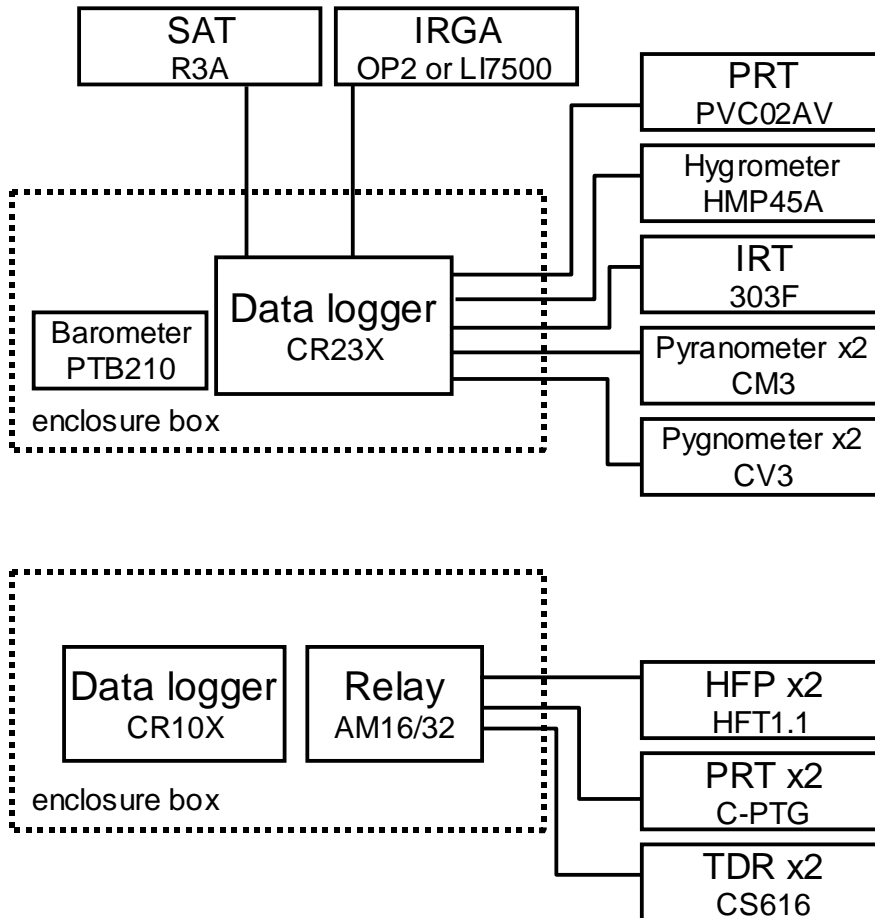 SAT
R3A
IRGA
OP2 or LI7500
PRT
PVC02AV
Hygrometer
HMP45A
IRT
303F
Pyranometer x2
CM3
Pygnometer x2
CV3
Data logger
CR23X
Barometer
PTB210
enclosure box
Data logger
CR10X
Relay
AM16/32
enclosure box
HFP x2
HFT1.1
PRT x2
C-PTG
TDR x2
CS616